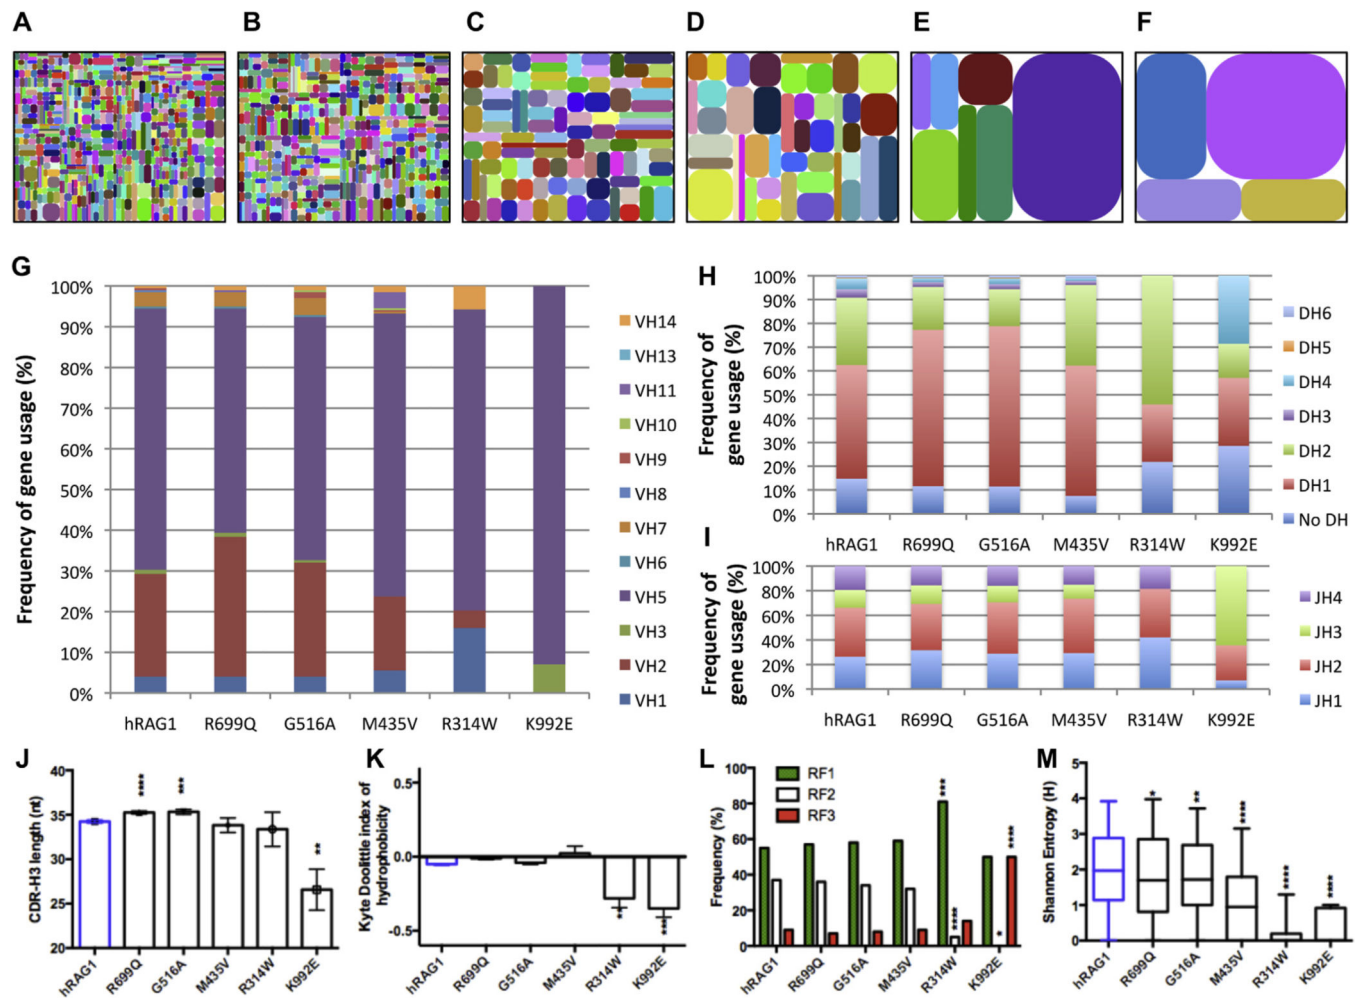 A B C D E F
G
Frequency of gene usage (%)
100%
90%
80%
70%
60%
50%
40%
30%
20%
10%
0%
hRAG1 R699Q G516A M435V R314W K992E
VH14
VH13
VH11
VH10
VH9
VH8
VH7
VH6
VH5
VH3
VH2
VH1
H
Frequency of
gene usage (%)
100%
90%
80%
70%
60%
50%
40%
30%
20%
10%
0%
hRAG1 R699Q G516A M435V R314W K992E
DH6
DH5
DH4
DH3
DH2
DH1
No DH
I
Frequency of
gene usage (%)
100%
80%
60%
40%
20%
0%
hRAG1 R699Q G516A M435V R314W K992E
JH4
JH3
JH2
JH1
J
CDR-H3 length (nt)
40
35
30
25
20
**** *** **
hRAG1 R699Q G516A M435V R314W K992E
K
Kyte Doolittle index of
hydrophobicity
0.5
0.0
-0.5
** ***
hRAG1 R699Q G516A M435V R314W K992E
L
Frequency (%)
100
80
60
40
20
0
RF1
RF2
RF3
*** **** * ****
hRAG1 R699Q G516A M435V R314W K992E
M
Shannon Entropy (H)
5
4
3
2
1
0
* ** **** **** ****
hRAG1 R699Q G516A M435V R314W K992E